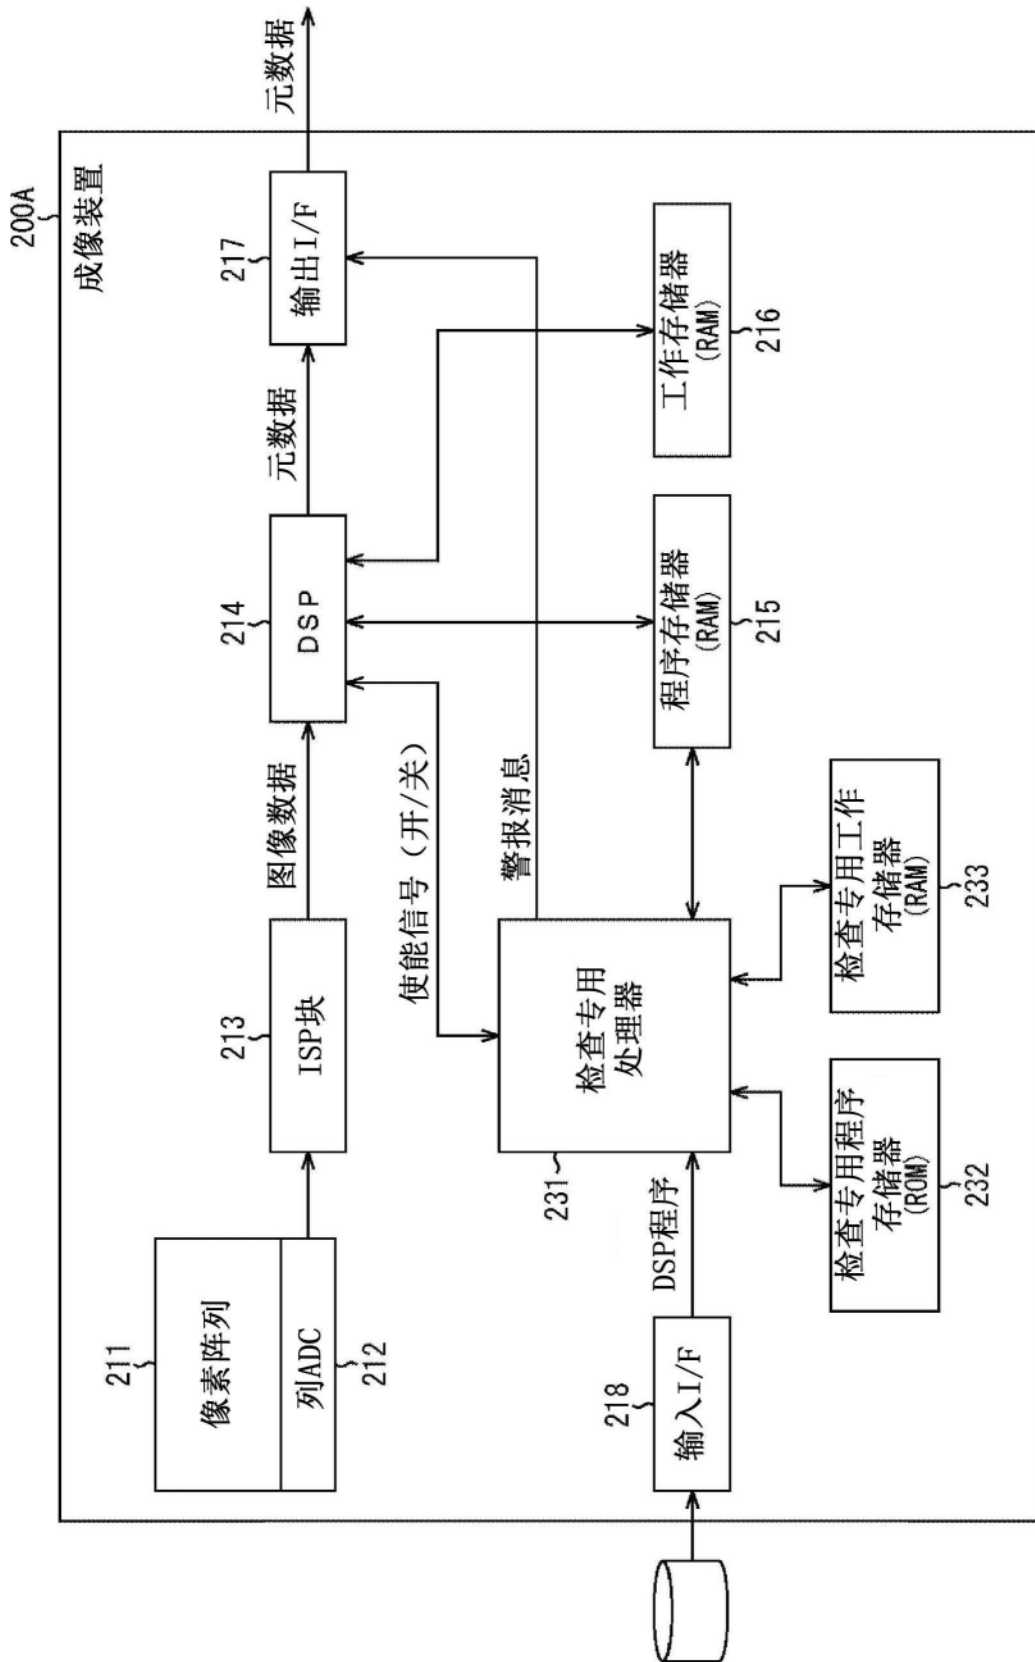 200A
成像装置
211
像素阵列
列ADC
212
213
ISP块
图像数据
214
DSP
元数据
217
输出I/F
元数据
使能信号（开/关）
警报消息
218
输入I/F
DSP程序
231
检查专用
处理器
程序存储器
(RAM)
215
工作存储器
(RAM)
216
检查专用程序
存储器
(ROM)
232
检查专用工作
存储器
(RAM)
233